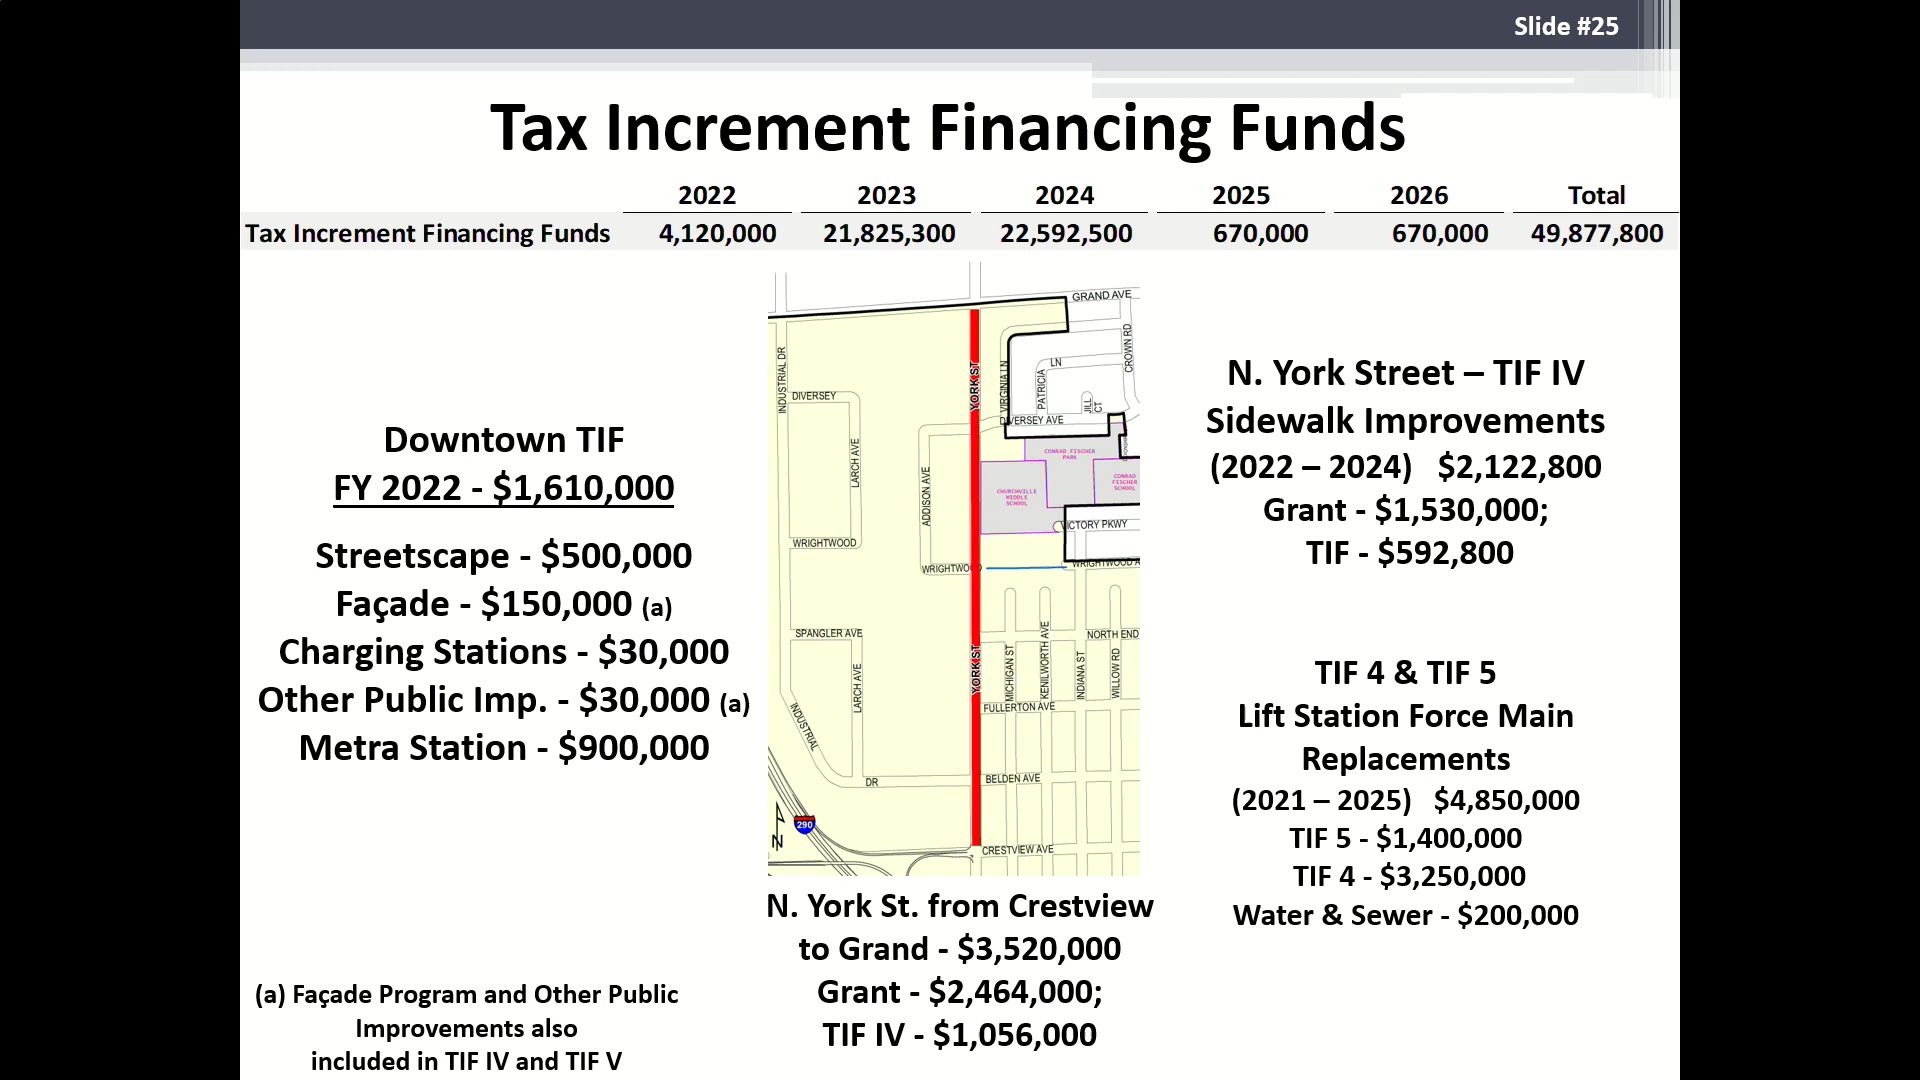 Slide #25
Tax Increment Financing Funds
2022 2023 2024 2025 2026 Total
Tax Increment Financing Funds 4,120,000 21,825,300 22,592,500 670,000 670,000 49,877,800
Downtown TIF
FY 2022 - $1,610,000
Streetscape - $500,000
Façade - $150,000 (a)
Charging Stations - $30,000
Other Public Imp. - $30,000 (a)
Metra Station - $900,000
(a) Façade Program and Other Public
Improvements also
included in TIF IV and TIF V
GRAND AVE
INDUSTRIAL DR
YORK ST
VIRGINIA LN
CROWN RD
LN
PATRICIA
JILL
CT
DIVERSEY
DIVERSEY AVE
LARCH AVE
ADDISON AVE
CONRAD FISCHER
PARK
CONRAD
FISCHER
SCHOOL
CHURCHVILLE
MIDDLE
SCHOOL
VICTORY PKWY
WRIGHTWOOD
WRIGHTWOOD
WRIGHTWOOD A
SPANGLER AVE
NORTH END
YORK ST
MICHIGAN ST
KENILWORTH AVE
INDIANA ST
WILLOW RD
LARCH AVE
FULLERTON AVE
INDUSTRIAL
DR
BELDEN AVE
290
N
CRESTVIEW AVE
N. York St. from Crestview
to Grand - $3,520,000
Grant - $2,464,000;
TIF IV - $1,056,000
N. York Street – TIF IV
Sidewalk Improvements
(2022 – 2024) $2,122,800
Grant - $1,530,000;
TIF - $592,800
TIF 4 & TIF 5
Lift Station Force Main
Replacements
(2021 – 2025) $4,850,000
TIF 5 - $1,400,000
TIF 4 - $3,250,000
Water & Sewer - $200,000